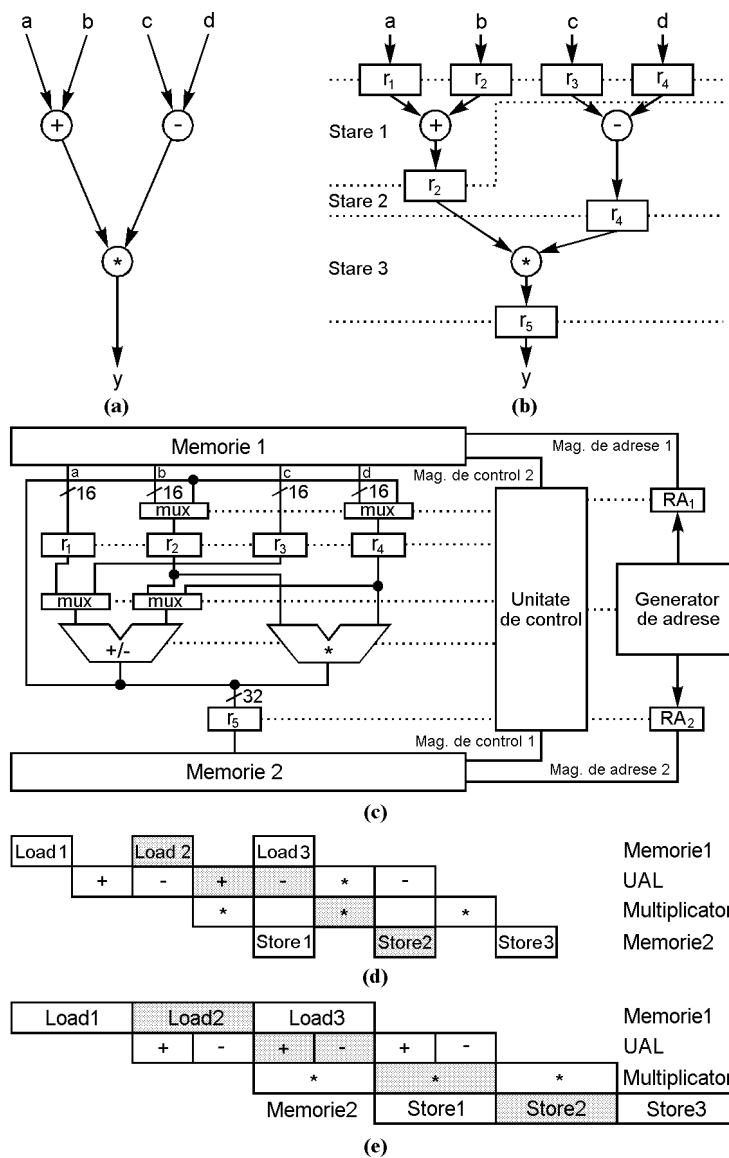 a b c d
+ -
*
y
(a)
a b c d
r1 r2 r3 r4
Stare 1
+ -
r2
Stare 2
r4
Stare 3
*
r5
y
(b)
Memorie 1
Mag. de adrese 1
a b c d
16 16 16 16
Mag. de control 2
mux mux
RA1
r1 r2 r3 r4
mux mux
Unitate
de control
Generator
de adrese
+/- *
32
r5
RA2
Mag. de control 1
Memorie 2
Mag. de adrese 2
(c)
Load1 Load 2 Load3 Memorie1
+ - + - * - UAL
* * * Multiplicator
Store1 Store2 Store3 Memorie2
(d)
Load1 Load2 Load3 Memorie1
+ - + - + - UAL
* * * Multiplicator
Memorie2 Store1 Store2 Store3
(e)